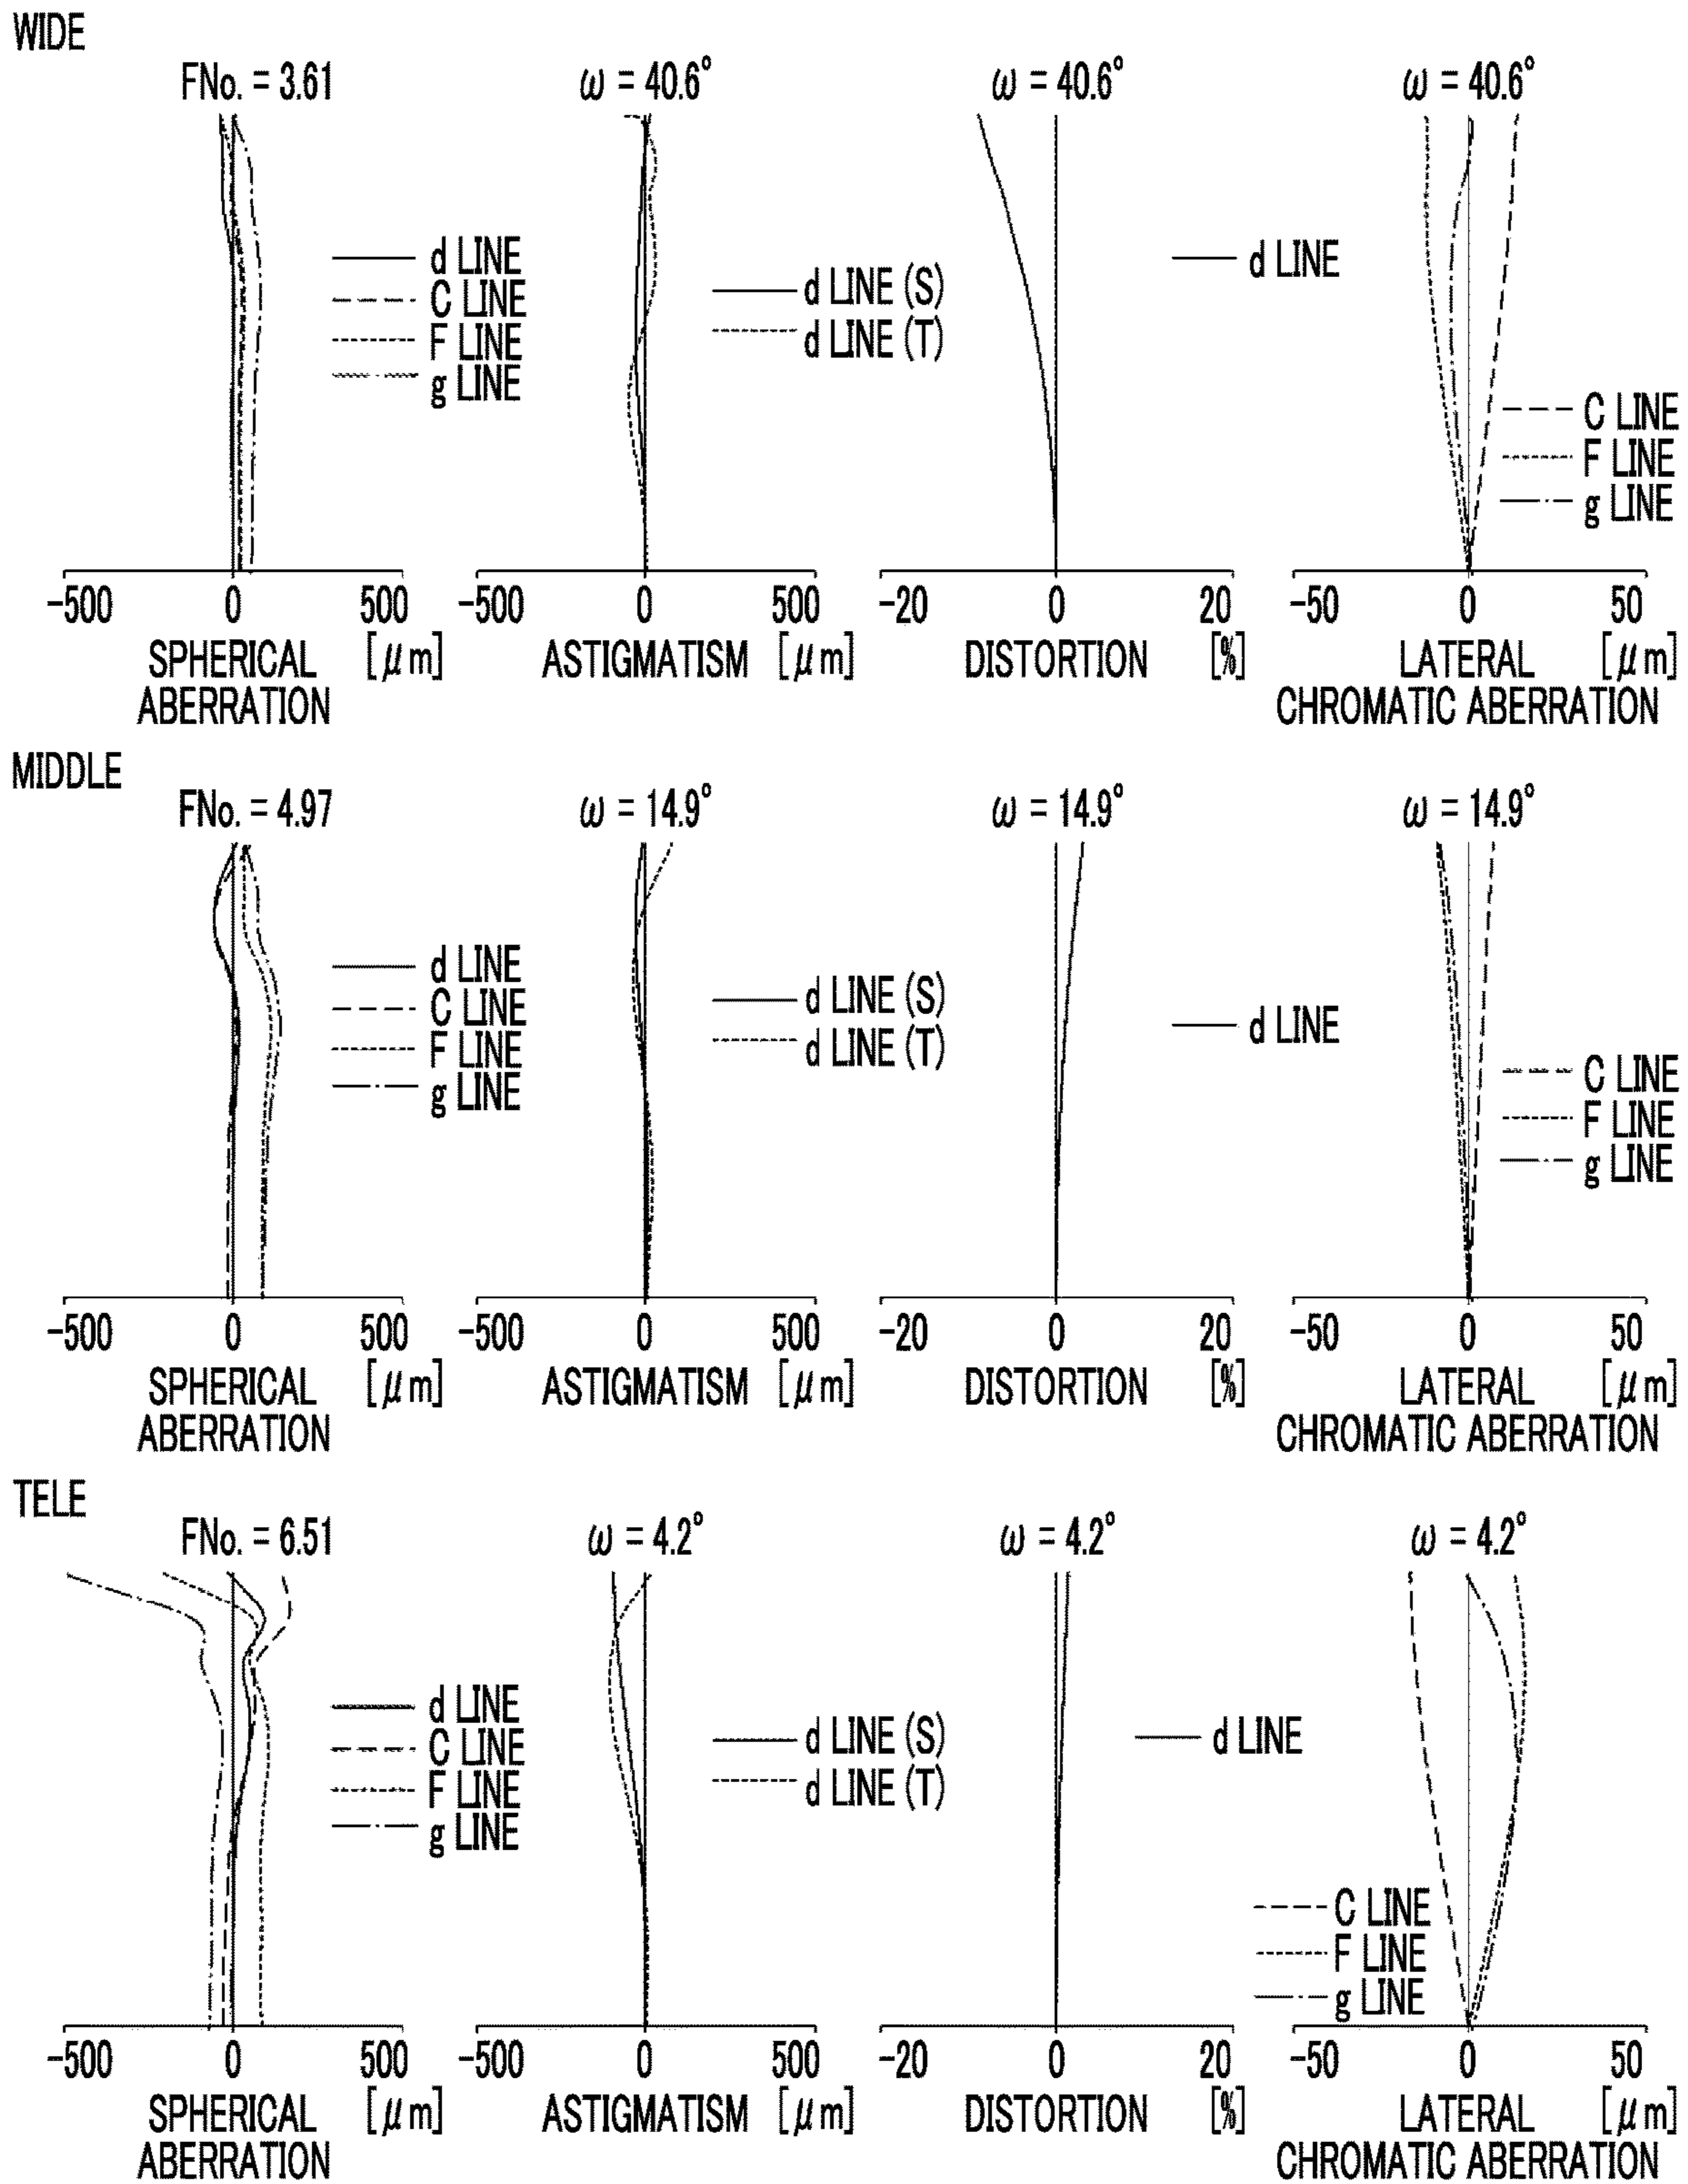 WIDE
FNo. = 3.61
ω = 40.6°
ω = 40.6°
ω = 40.6°
d LINE
C LINE
F LINE
g LINE
d LINE (S)
d LINE (T)
d LINE
C LINE
F LINE
g LINE
-500 0 500
-500 0 500
-20 0 20
-50 0 50
SPHERICAL [μm]
ABERRATION
ASTIGMATISM [μm]
DISTORTION [%]
LATERAL [μm]
CHROMATIC ABERRATION
MIDDLE
FNo. = 4.97
ω = 14.9°
ω = 14.9°
ω = 14.9°
d LINE
C LINE
F LINE
g LINE
d LINE (S)
d LINE (T)
d LINE
C LINE
F LINE
g LINE
-500 0 500
-500 0 500
-20 0 20
-50 0 50
SPHERICAL [μm]
ABERRATION
ASTIGMATISM [μm]
DISTORTION [%]
LATERAL [μm]
CHROMATIC ABERRATION
TELE
FNo. = 6.51
ω = 4.2°
ω = 4.2°
ω = 4.2°
d LINE
C LINE
F LINE
g LINE
d LINE (S)
d LINE (T)
d LINE
C LINE
F LINE
g LINE
-500 0 500
-500 0 500
-20 0 20
-50 0 50
SPHERICAL [μm]
ABERRATION
ASTIGMATISM [μm]
DISTORTION [%]
LATERAL [μm]
CHROMATIC ABERRATION